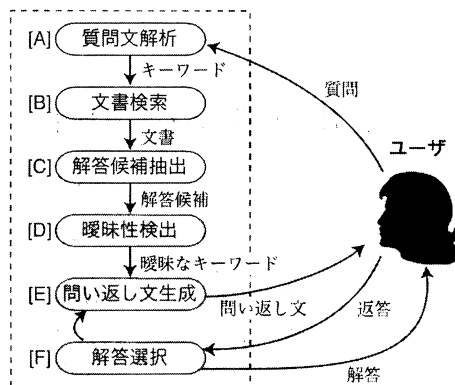 [A] 質問文解析
キーワード
質問
[B] 文書検索
文書
ユーザ
[C] 解答候補抽出
解答候補
[D] 曖昧性検出
曖昧なキーワード
[E] 問い返し文生成
問い返し文
返答
[F] 解答選択
解答